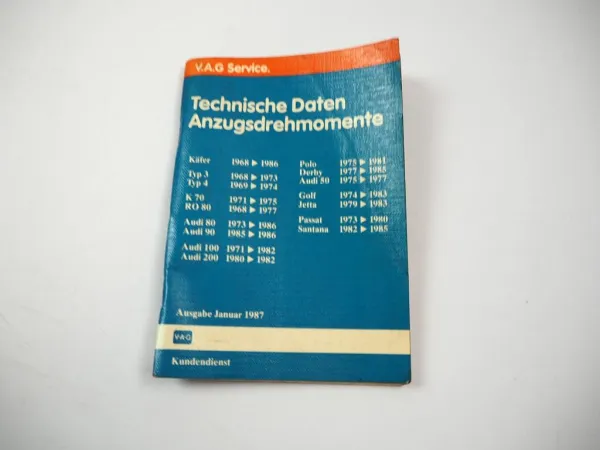 V.A.G Service.
Technische Daten
Anzugsdrehmomente
Käfer 1968 ▶ 1986
Typ 3 1968 ▶ 1973
Typ 4 1969 ▶ 1974
K 70 1971 ▶ 1975
RO 80 1968 ▶ 1977
Audi 80 1973 ▶ 1986
Audi 90 1985 ▶ 1986
Audi 100 1971 ▶ 1982
Audi 200 1980 ▶ 1982
Polo 1975 ▶ 1981
Derby 1977 ▶ 1985
Audi 50 1975 ▶ 1977
Golf 1974 ▶ 1983
Jetta 1979 ▶ 1983
Passat 1973 ▶ 1980
Santana 1982 ▶ 1985
Ausgabe Januar 1987
V·A·G
Kundendienst